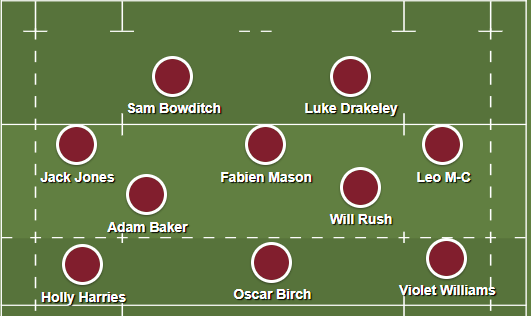 Sam Bowditch
Luke Drakeley
Jack Jones
Fabien Mason
Leo M-C
Adam Baker
Will Rush
Holly Harries
Oscar Birch
Violet Williams